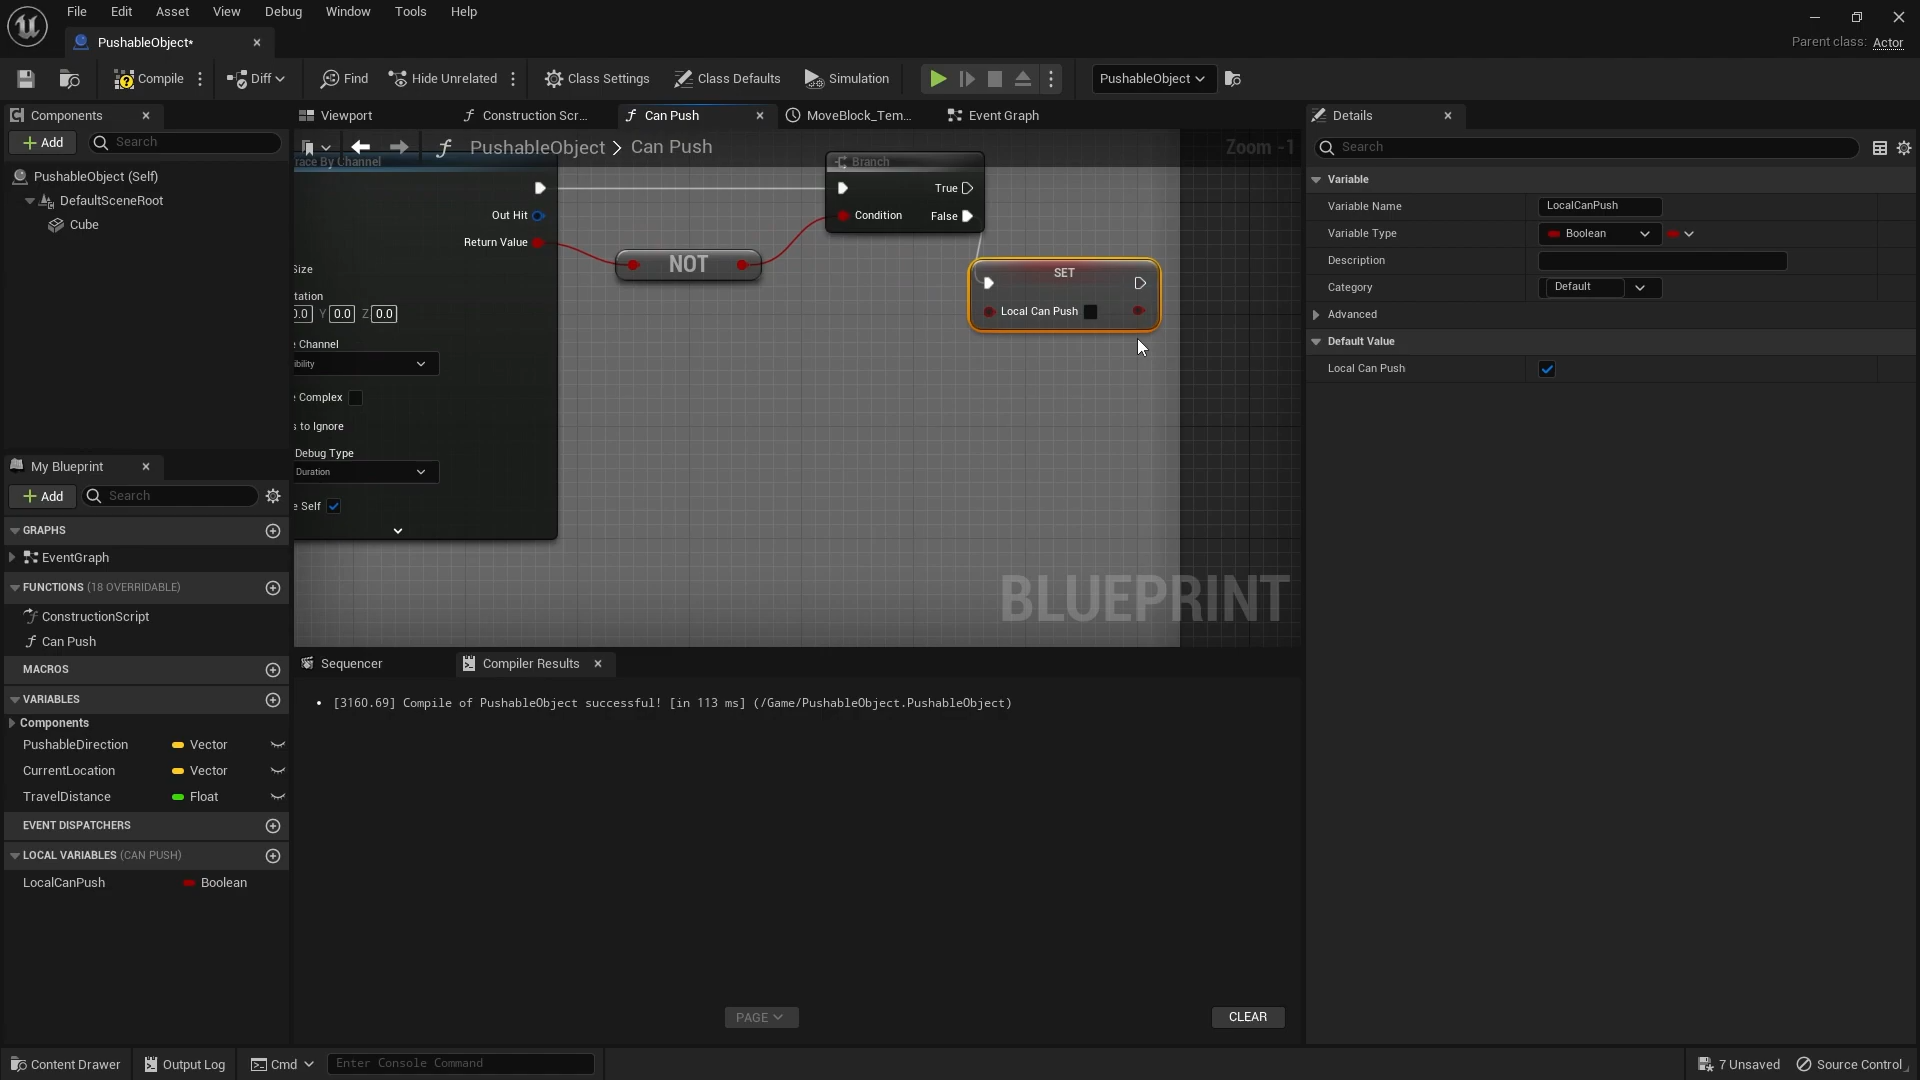 File Edit Asset View Debug Window Tools Help
PushableObject*
Parent class: Actor
Compile Diff Find Hide Unrelated Class Settings Class Defaults Simulation PushableObject
Components
Add Search
PushableObject (Self)
DefaultSceneRoot
Cube
Viewport Construction Scr... Can Push MoveBlock_Tem... Event Graph
PushableObject > Can Push
Zoom -1
race By Channel
Out Hit
Return Value
Size
tation
0.0 Y 0.0 Z 0.0
e Channel
ibility
e Complex
s to Ignore
Debug Type
Duration
e Self
NOT
Branch
True
Condition False
SET
Local Can Push
BLUEPRINT
Details
Search
Variable
Variable Name LocalCanPush
Variable Type Boolean
Description
Category Default
Advanced
Default Value
Local Can Push
My Blueprint
Add Search
GRAPHS
EventGraph
FUNCTIONS (18 OVERRIDABLE)
ConstructionScript
Can Push
MACROS
VARIABLES
Components
PushableDirection Vector
CurrentLocation Vector
TravelDistance Float
EVENT DISPATCHERS
LOCAL VARIABLES (CAN PUSH)
LocalCanPush Boolean
Sequencer Compiler Results
[3160.69] Compile of PushableObject successful! [in 113 ms] (/Game/PushableObject.PushableObject)
PAGE CLEAR
Content Drawer Output Log Cmd Enter Console Command 7 Unsaved Source Control